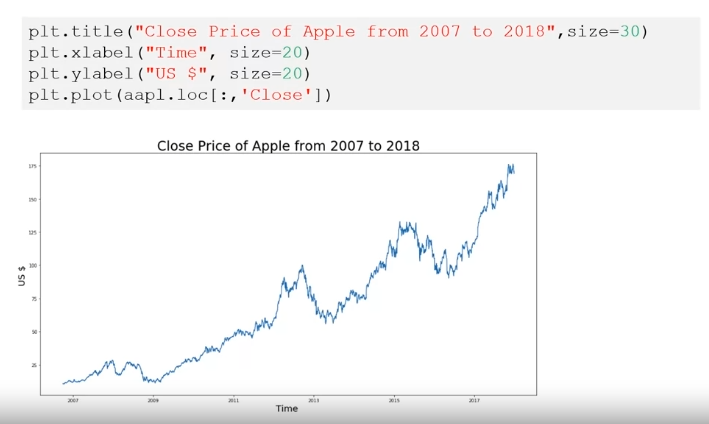 plt.title("Close Price of Apple from 2007 to 2018",size=30)
plt.xlabel("Time", size=20)
plt.ylabel("US $", size=20)
plt.plot(aapl.loc[:,'Close'])
Close Price of Apple from 2007 to 2018
175
150
125
100
75
50
25
US $
2007 2009 2011 2013 2015 2017
Time